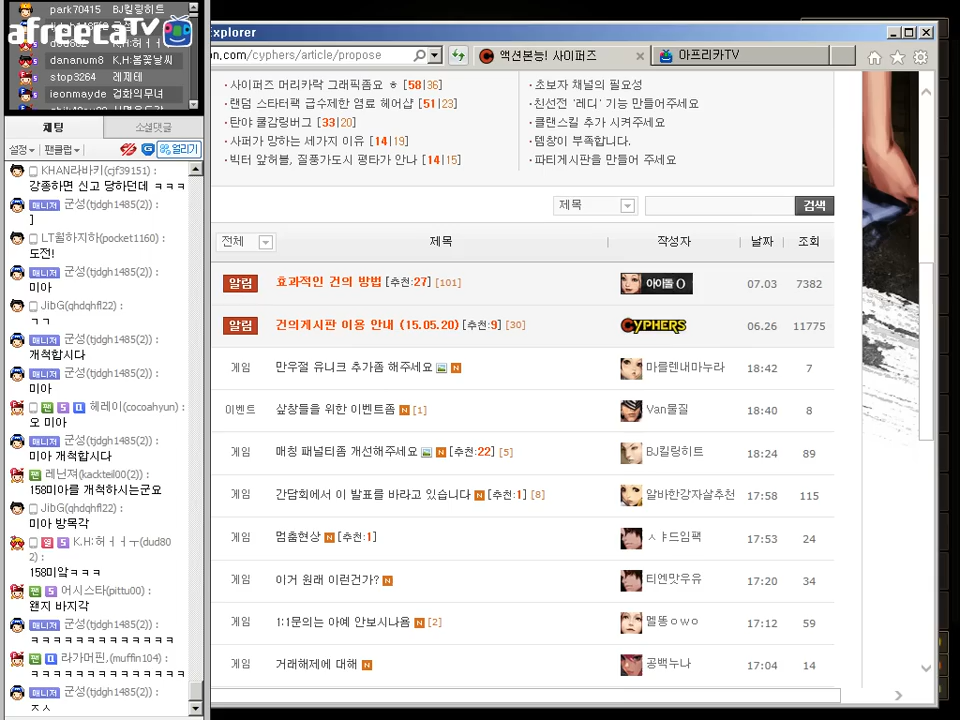 park70415 BJ킬링히트
afreecaTV
dananum8 K,H:봄꽃날씨
stop3264 레재테
ieonmayde 겁화의무녀
채팅
소셜댓글
설정
팬클럽
얼리기
KHAN라바키(cjf39151) :
강종하면 신고 당하던데 ㅋㅋㅋ
매니저 군성(tjdgh1485(2)) :
]
LT월하지하(pocket1160) :
도전!
매니저 군성(tjdgh1485(2)) :
미아
JibG(qhdqhfl22) :
ㄱㄱ
매니저 군성(tjdgh1485(2)) :
개척합시다
매니저 군성(tjdgh1485(2)) :
미아
팬 S 혜레이(cocoahyun) :
오 미아
매니저 군성(tjdgh1485(2)) :
미아 개척합시다
팬 레넌져(kackteil00(2)) :
158미아를 개척하시는군요
JibG(qhdqhfl22) :
미아 방목각
열 S K.H:허ㅓㅓㅜ(dud80
2) :
158미앜ㅋㅋㅋ
팬 S 어시스타(pittu00) :
왠지 바지각
매니저 군성(tjdgh1485(2)) :
ㅋㅋㅋㅋㅋㅋㅋㅋㅋㅋㅋㅋㅋ
팬 라가머핀,(muffin104) :
ㅋㅋㅋㅋㅋㅋㅋㅋㅋㅋㅋㅋㅋㅋ
매니저 군성(tjdgh1485(2)) :
ㅈㅅ
Explorer
on.com/cyphers/article/propose
액션본능! 사이퍼즈
아프리카TV
사이퍼즈 머리카락 그래픽좀요 ㅎ [58|36]
랜덤 스타터팩 급수제한 염료 헤어샵 [51|23]
탄야 쿨감링버그 [33|20]
사퍼가 망하는 세가지 이유 [14|19]
빅터 앞허블, 질풍가도시 평타가 안나 [14|15]
초보자 채널의 필요성
친선전 '레디' 기능 만들어주세요
클랜스킬 추가 시켜주세요
템창이 부족합니다.
파티게시판을 만들어 주세요
제목
검색
전체 제목 작성자 날짜 조회
알림 효과적인 건의 방법 [추천:27] [101] 아이돌O 07.03 7382
알림 건의게시판 이용 안내 (15.05.20) [추천:9] [30] CYPHERS 06.26 11775
게임 만우절 유니크 추가좀 해주세요 N 마를렌내마누라 18:42 7
이벤트 샆창들을 위한 이벤트좀 N [1] Van물질 18:40 8
게임 매칭 패널티좀 개선해주세요 N [추천:22] [5] BJ킬링히트 18:24 89
게임 간담회에서 이 발표를 바라고 있습니다 N [추천:1] [8] 알바한강자살추천 17:58 115
게임 멈춤현상 N [추천:1] ㅅㅑ드임팩 17:53 24
게임 이거 원래 이런건가? N 티엔맛우유 17:20 34
게임 1:1문의는 아예 안보시나욤 N [2] 멜똥ㅇwㅇ 17:12 59
게임 거래해제에 대해 N 공백누나 17:04 14